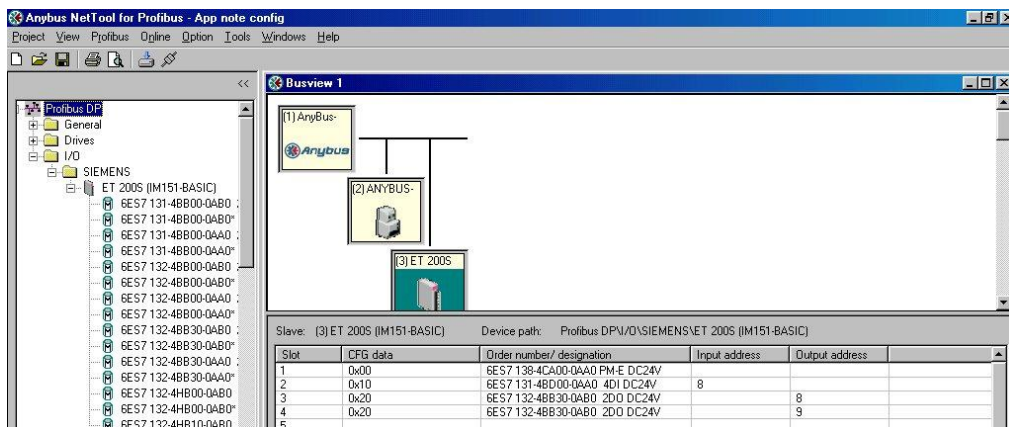 Anybus NetTool for Profibus - App note config
Project View Profibus Online Option Tools Windows Help
<<
Profibus DP
General
Drives
I/O
SIEMENS
ET 200S (IM151-BASIC)
6ES7 131-4BB00-0AB0
6ES7 131-4BB00-0AB0*
6ES7 131-4BB00-0AA0
6ES7 131-4BB00-0AA0*
6ES7 132-4BB00-0AB0
6ES7 132-4BB00-0AB0*
6ES7 132-4BB00-0AA0
6ES7 132-4BB00-0AA0*
6ES7 132-4BB30-0AB0
6ES7 132-4BB30-0AB0*
6ES7 132-4BB30-0AA0
6ES7 132-4BB30-0AA0*
6ES7 132-4HB00-0AB0
6ES7 132-4HB00-0AB0*
6ES7 132-4HB10-0AB0
Busview 1
(1) AnyBus-
Anybus
(2) ANYBUS-
(3) ET 200S
Slave: (3) ET 200S (IM151-BASIC) Device path: Profibus DP\I/O\SIEMENS\ET 200S (IM151-BASIC)
Slot CFG data Order number/ designation Input address Output address
1 0x00 6ES7 138-4CA00-0AA0 PM-E DC24V
2 0x10 6ES7 131-4BD00-0AA0 4DI DC24V 8
3 0x20 6ES7 132-4BB30-0AB0 2DO DC24V 8
4 0x20 6ES7 132-4BB30-0AB0 2DO DC24V 9
5